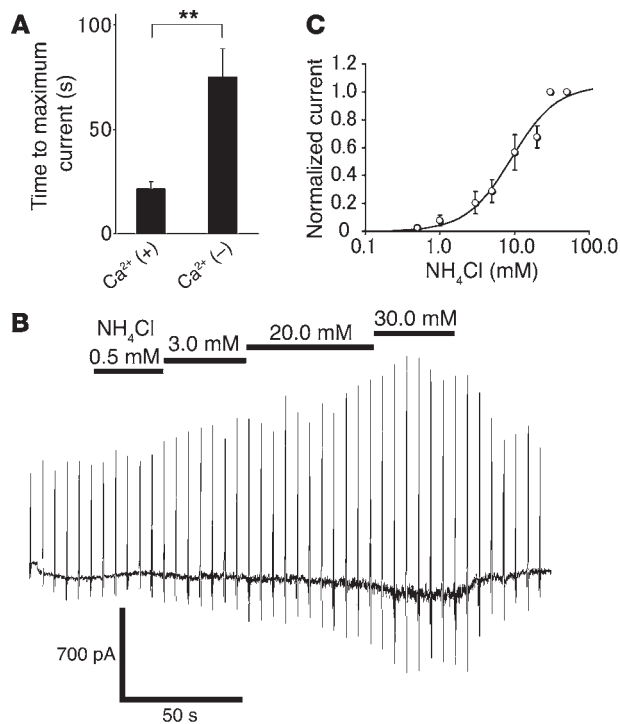 A
Time to maximum
current (s)
100
50
0
**
Ca²⁺ (+)
Ca²⁺ (−)
C
Normalized current
1.2
1.0
0.8
0.6
0.4
0.2
0
0.1
1.0
10.0
100.0
NH₄Cl (mM)
B
NH₄Cl
0.5 mM
3.0 mM
20.0 mM
30.0 mM
700 pA
50 s